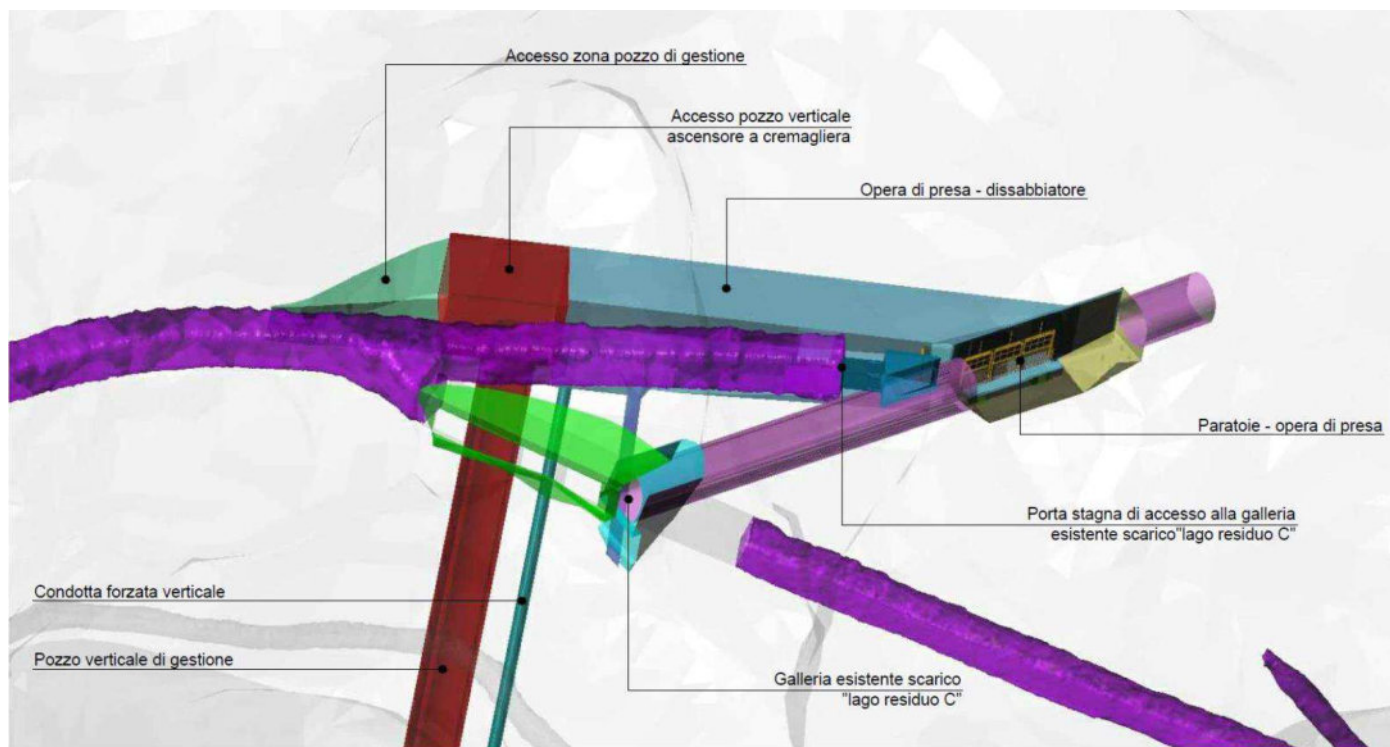 Accesso zona pozzo di gestione
Accesso pozzo verticale
ascensore a cremagliera
Opera di presa - dissabbiatore
Paratoie - opera di presa
Porta stagna di accesso alla galleria
esistente scarico"lago residuo C"
Condotta forzata verticale
Pozzo verticale di gestione
Galleria esistente scarico
"lago residuo C"